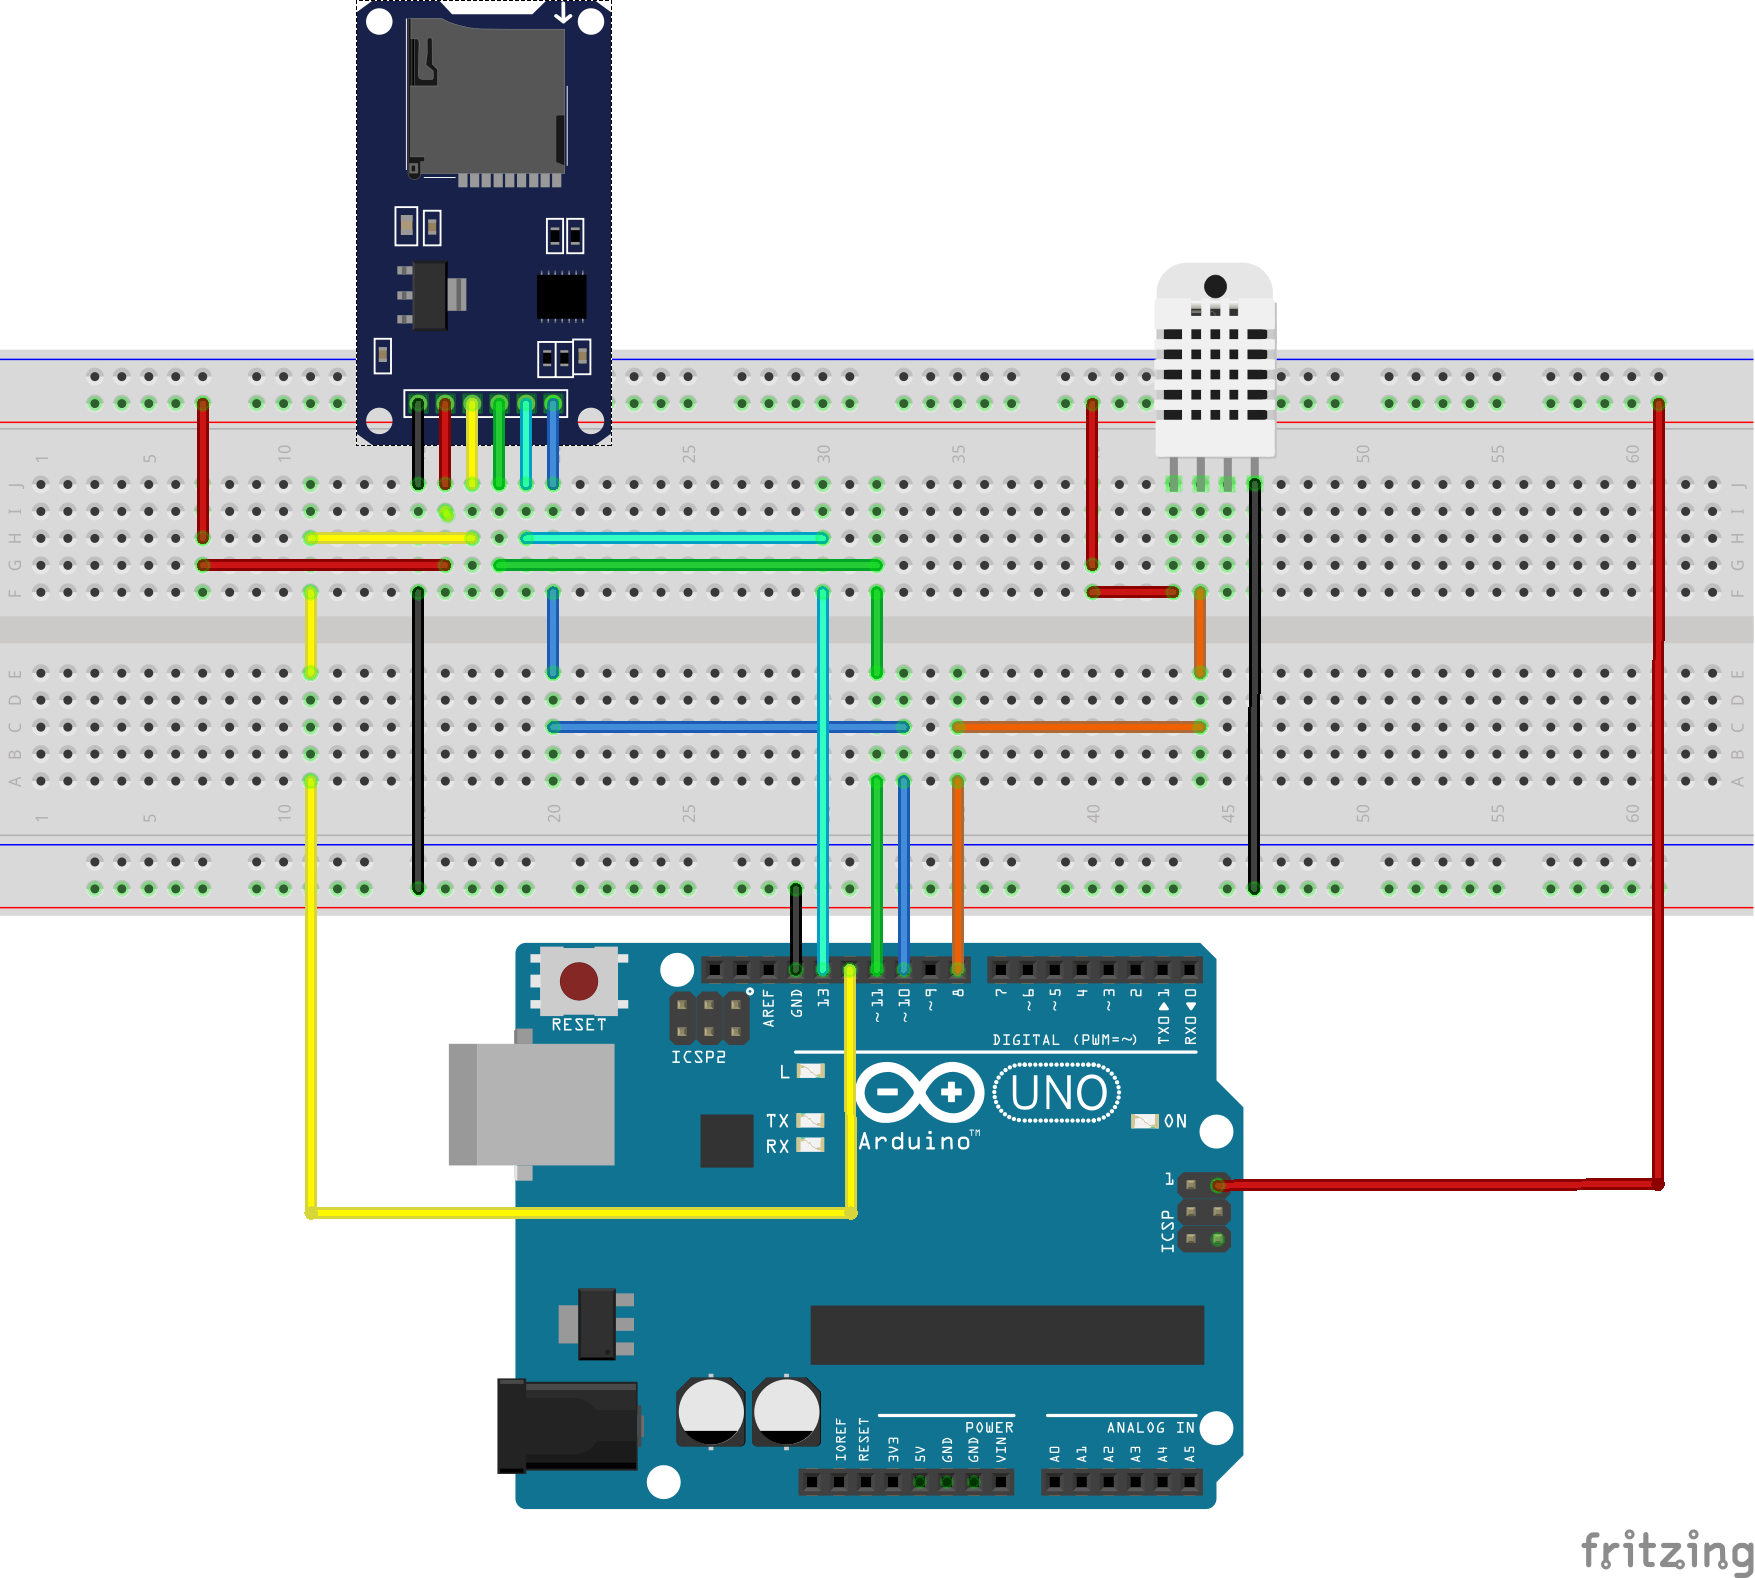 1 5 10 25 30 35 50 55 60
J J
I I
H H
G G
F F
E E
D D
C C
B B
A A
1 5 10 20 25 40 45 50 55 60
RESET
ICSP2
AREF
GND
13
~11
~10
~9
8
7
~6
~5
4
~3
2
TX0 1
RX0 0
DIGITAL (PWM=~)
L
TX
RX
UNO
ON
Arduino™
1
ICSP
IOREF
RESET
3V3
5V
GND
GND
VIN
POWER
ANALOG IN
A0
A1
A2
A3
A4
A5
fritzing